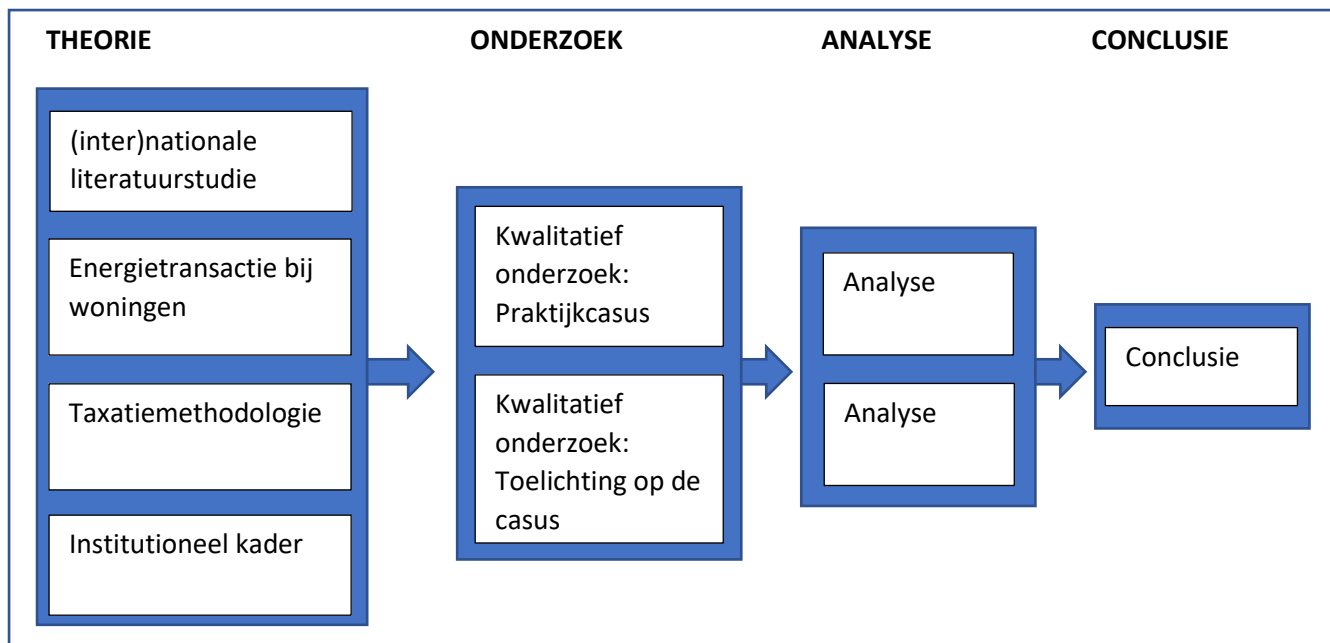 THEORIE
ONDERZOEK
ANALYSE
CONCLUSIE
(inter)nationale
literatuurstudie
Energietransactie bij
woningen
Taxatiemethodologie
Institutioneel kader
Kwalitatief
onderzoek:
Praktijkcasus
Kwalitatief
onderzoek:
Toelichting op de
casus
Analyse
Analyse
Conclusie